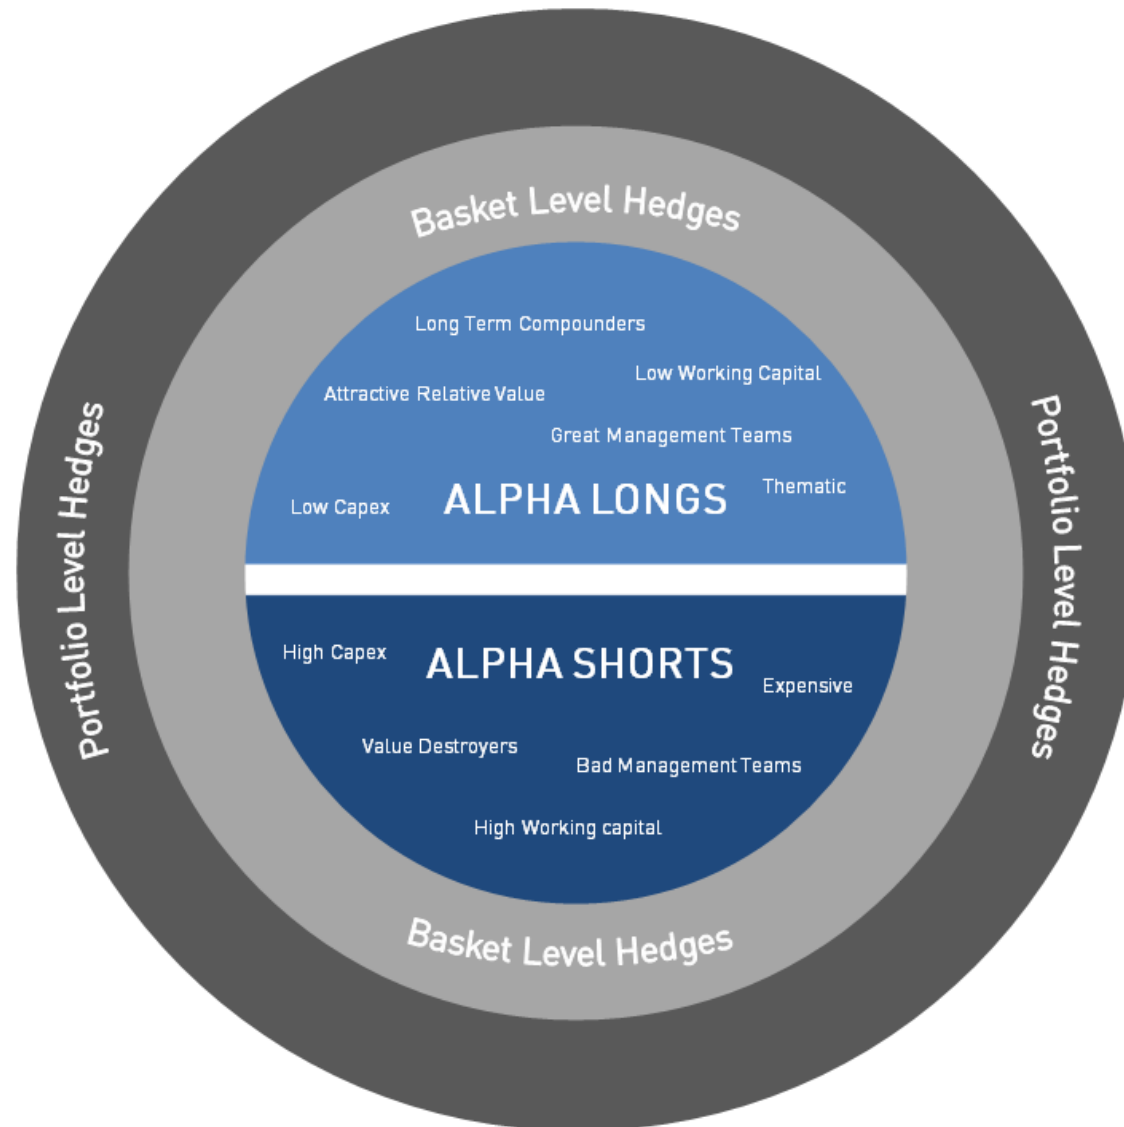 Basket Level Hedges
Long Term Compounders
Low Working Capital
Attractive Relative Value
Great Management Teams
Thematic
ALPHA LONGS
Low Capex
Portfolio Level Hedges
Portfolio Level Hedges
High Capex
ALPHA SHORTS
Expensive
Value Destroyers
Bad Management Teams
High Working capital
Basket Level Hedges